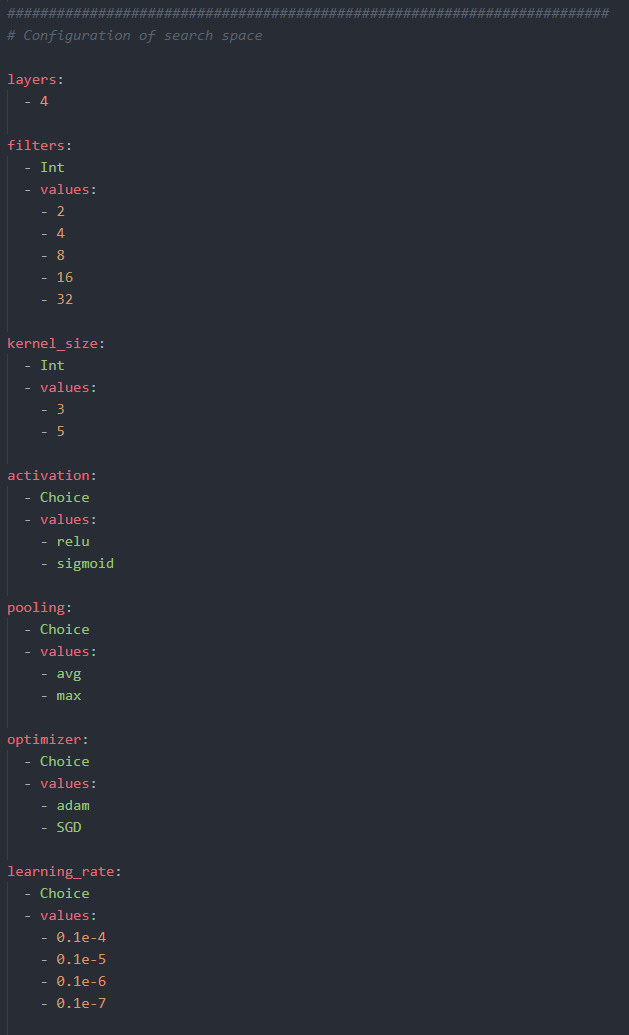 #########################################################################
# Configuration of search space
layers:
- 4
filters:
- Int
- values:
- 2
- 4
- 8
- 16
- 32
kernel_size:
- Int
- values:
- 3
- 5
activation:
- Choice
- values:
- relu
- sigmoid
pooling:
- Choice
- values:
- avg
- max
optimizer:
- Choice
- values:
- adam
- SGD
learning_rate:
- Choice
- values:
- 0.1e-4
- 0.1e-5
- 0.1e-6
- 0.1e-7